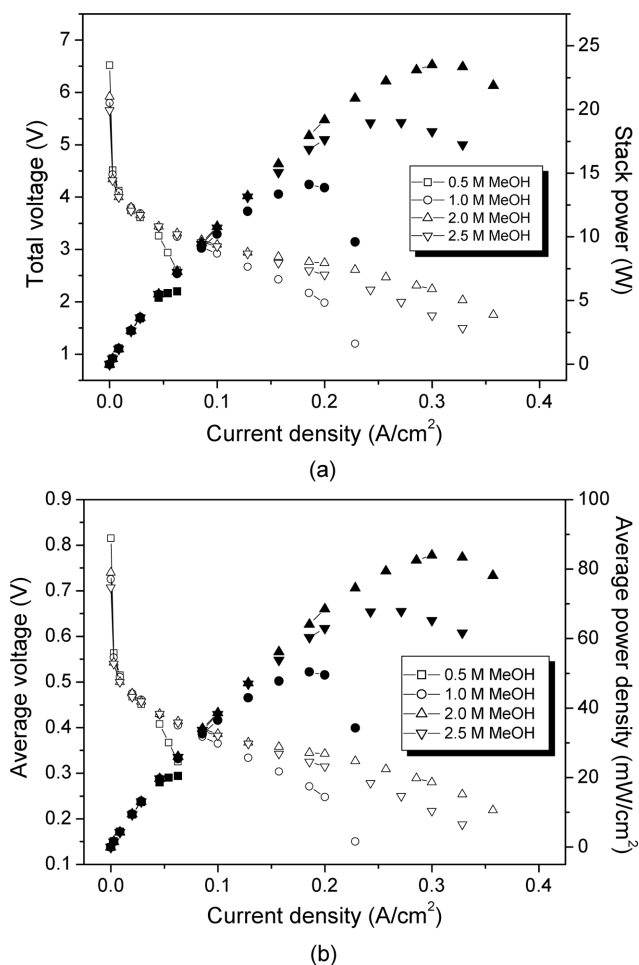 7
6
5
4
3
2
1
Total voltage (V)
25
20
15
10
5
0
Stack power (W)
0.5 M MeOH
1.0 M MeOH
2.0 M MeOH
2.5 M MeOH
0.0 0.1 0.2 0.3 0.4
Current density (A/cm²)
(a)
0.9
0.8
0.7
0.6
0.5
0.4
0.3
0.2
0.1
Average voltage (V)
100
80
60
40
20
0
Average power density (mW/cm²)
0.5 M MeOH
1.0 M MeOH
2.0 M MeOH
2.5 M MeOH
0.0 0.1 0.2 0.3 0.4
Current density (A/cm²)
(b)